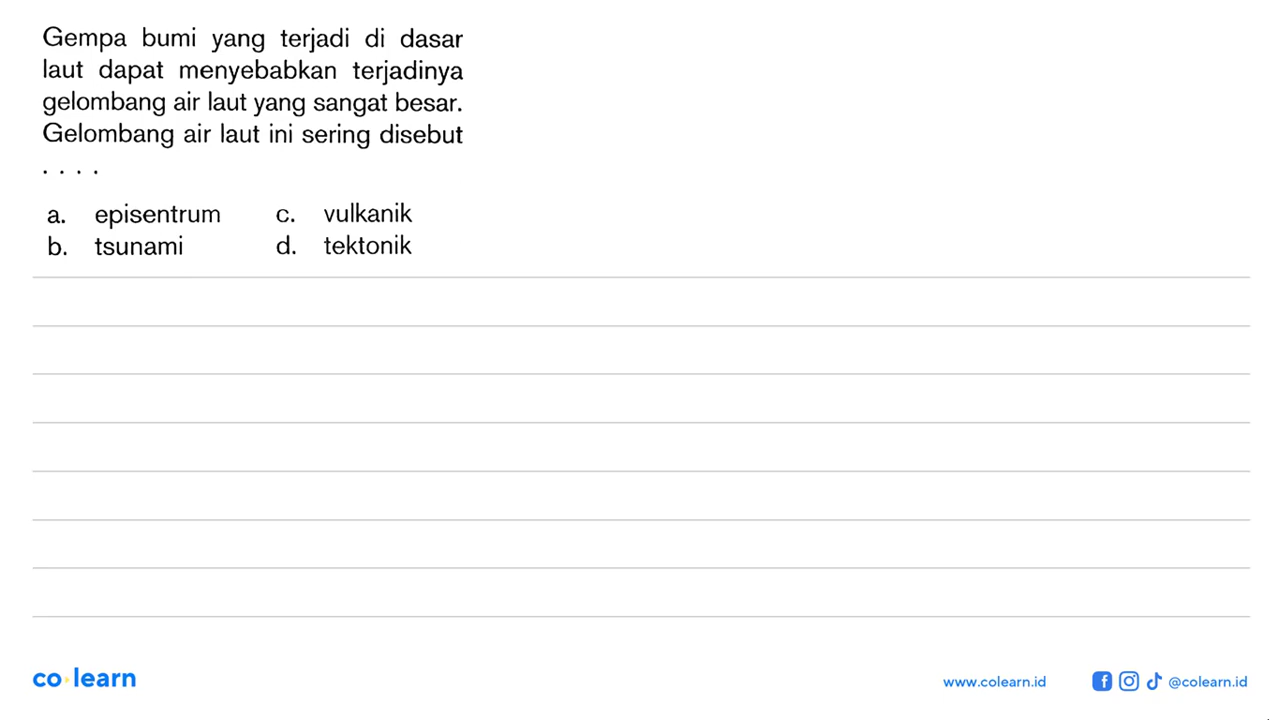 Gempa bumi yang terjadi di dasar
laut dapat menyebabkan terjadinya
gelombang air laut yang sangat besar.
Gelombang air laut ini sering disebut
. . . .
a. episentrum c. vulkanik
b. tsunami d. tektonik
co learn www.colearn.id @colearn.id